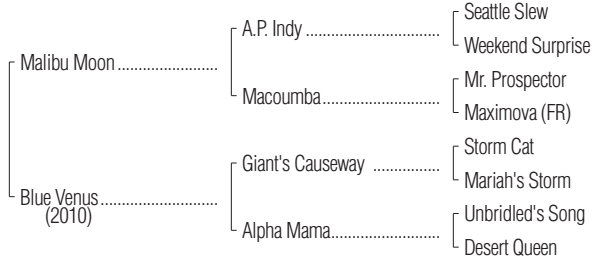 Seattle Slew
A.P. Indy ..............................
Weekend Surprise
Malibu Moon .......................
Mr. Prospector
Macoumba...........................
Maximova (FR)
Storm Cat
Giant's Causeway ...............
Mariah's Storm
Blue Venus...........................
(2010)
Unbridled's Song
Alpha Mama.........................
Desert Queen